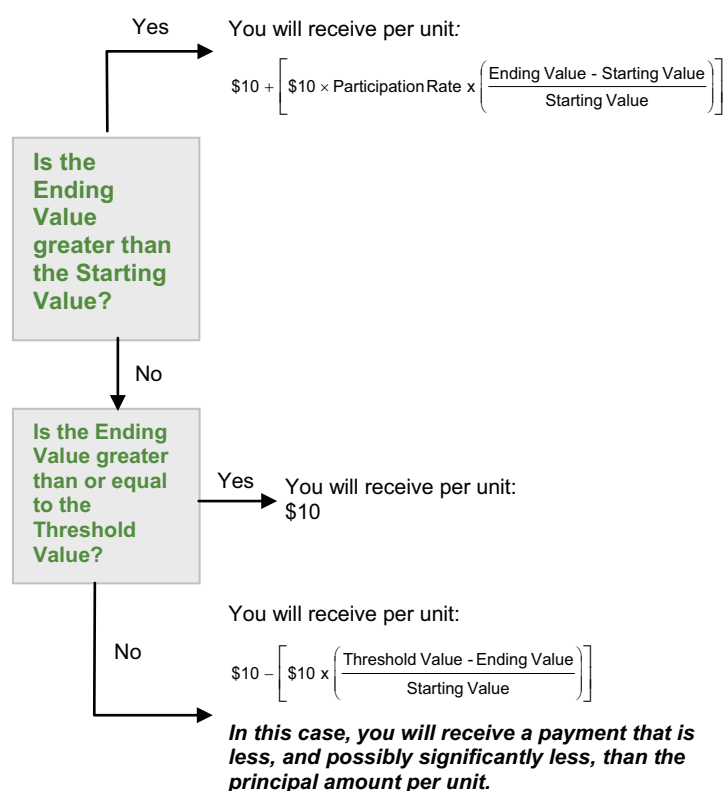 Yes
You will receive per unit:
$10 + [ $10 × Participation Rate x ( Ending Value - Starting Value / Starting Value ) ]
Is the
Ending
Value
greater than
the Starting
Value?
No
Is the Ending
Value greater
than or equal
to the
Threshold
Value?
Yes
You will receive per unit:
$10
No
You will receive per unit:
$10 − [ $10 x ( Threshold Value - Ending Value / Starting Value ) ]
In this case, you will receive a payment that is
less, and possibly significantly less, than the
principal amount per unit.